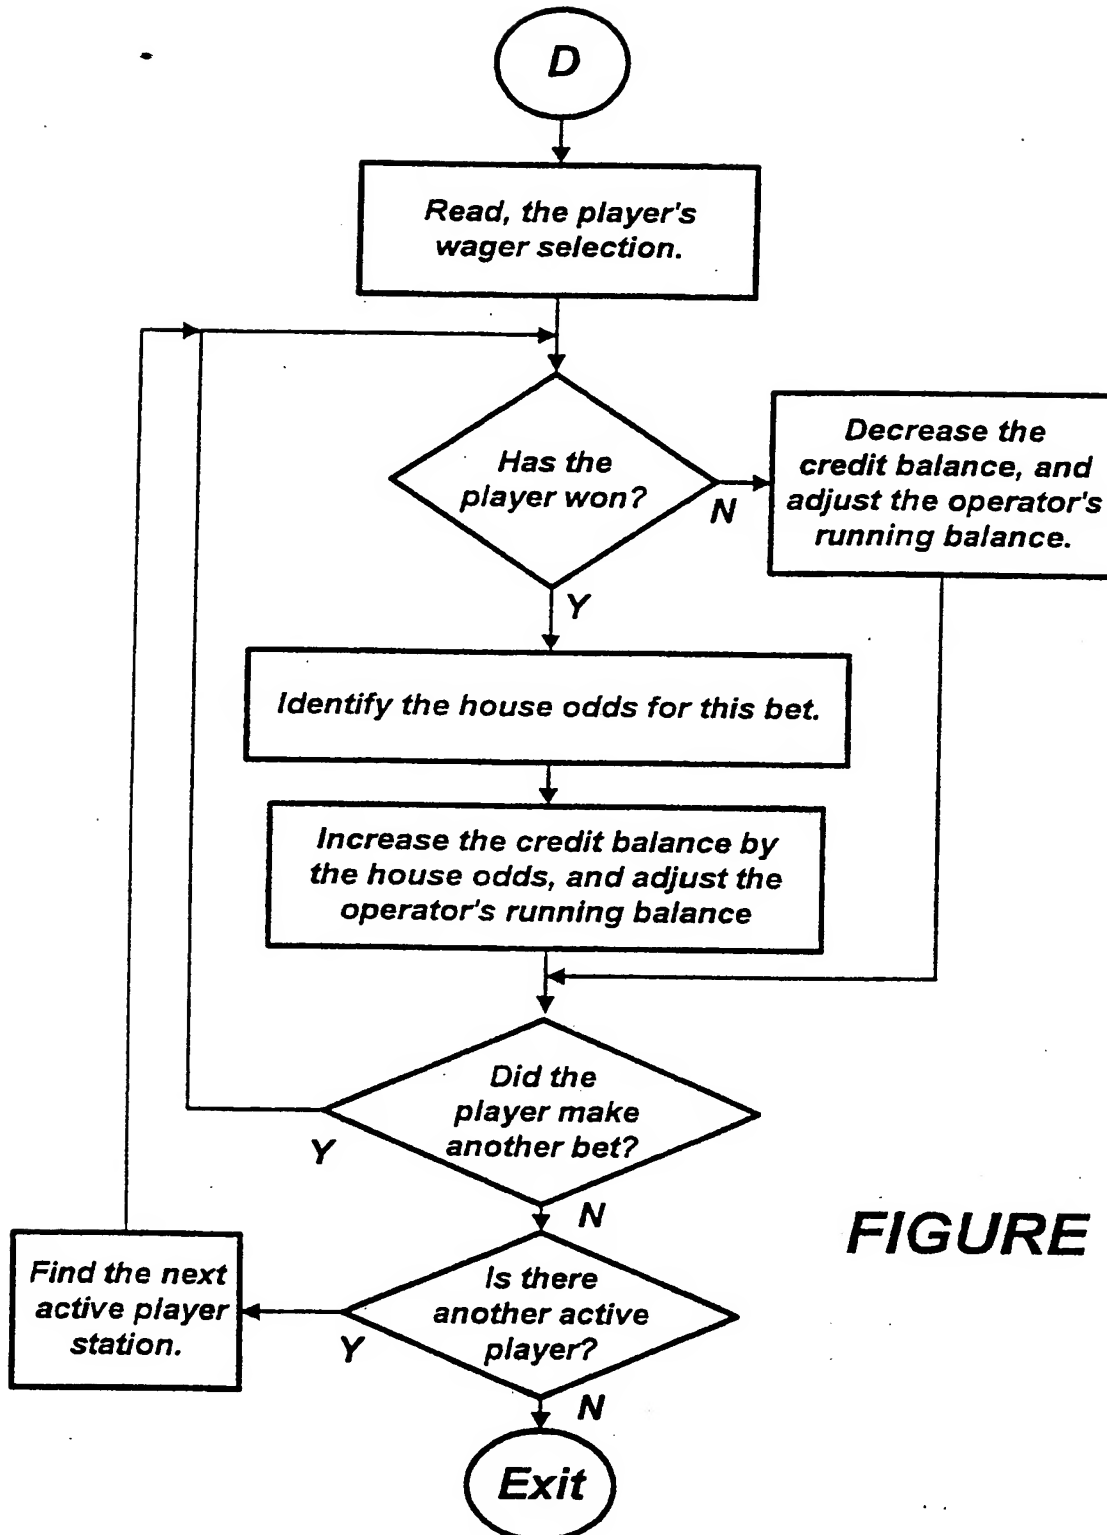 D
Read, the player's
wager selection.
Has the
player won?
N
Decrease the
credit balance, and
adjust the operator's
running balance.
Y
Identify the house odds for this bet.
Increase the credit balance by
the house odds, and adjust the
operator's running balance
Did the
player make
another bet?
Y
N
FIGURE
Find the next
active player
station.
Is there
another active
player?
Y
N
Exit